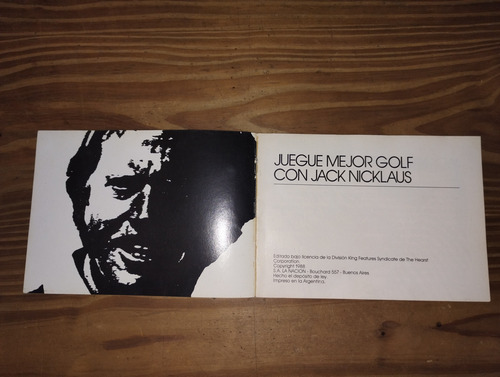 JUEGUE MEJOR GOLF
CON JACK NICKLAUS
Editado bajo licencia de la División King Features Syndicate de The Hearst
Corporation
Copyright 1988
S.A. LA NACION - Bouchard 557 - Buenos Aires
Hecho el depósito de ley
Impreso en la Argentina.